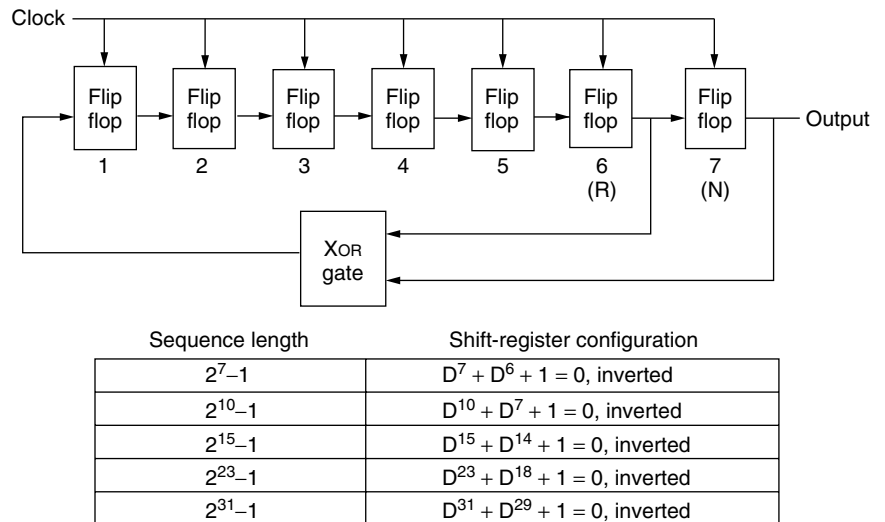 Clock
Flip flop Flip flop Flip flop Flip flop Flip flop Flip flop Flip flop
Output
1 2 3 4 5 6 7
(R) (N)
XOR
gate
Sequence length Shift-register configuration
2⁷–1 D⁷ + D⁶ + 1 = 0, inverted
2¹⁰–1 D¹⁰ + D⁷ + 1 = 0, inverted
2¹⁵–1 D¹⁵ + D¹⁴ + 1 = 0, inverted
2²³–1 D²³ + D¹⁸ + 1 = 0, inverted
2³¹–1 D³¹ + D²⁹ + 1 = 0, inverted